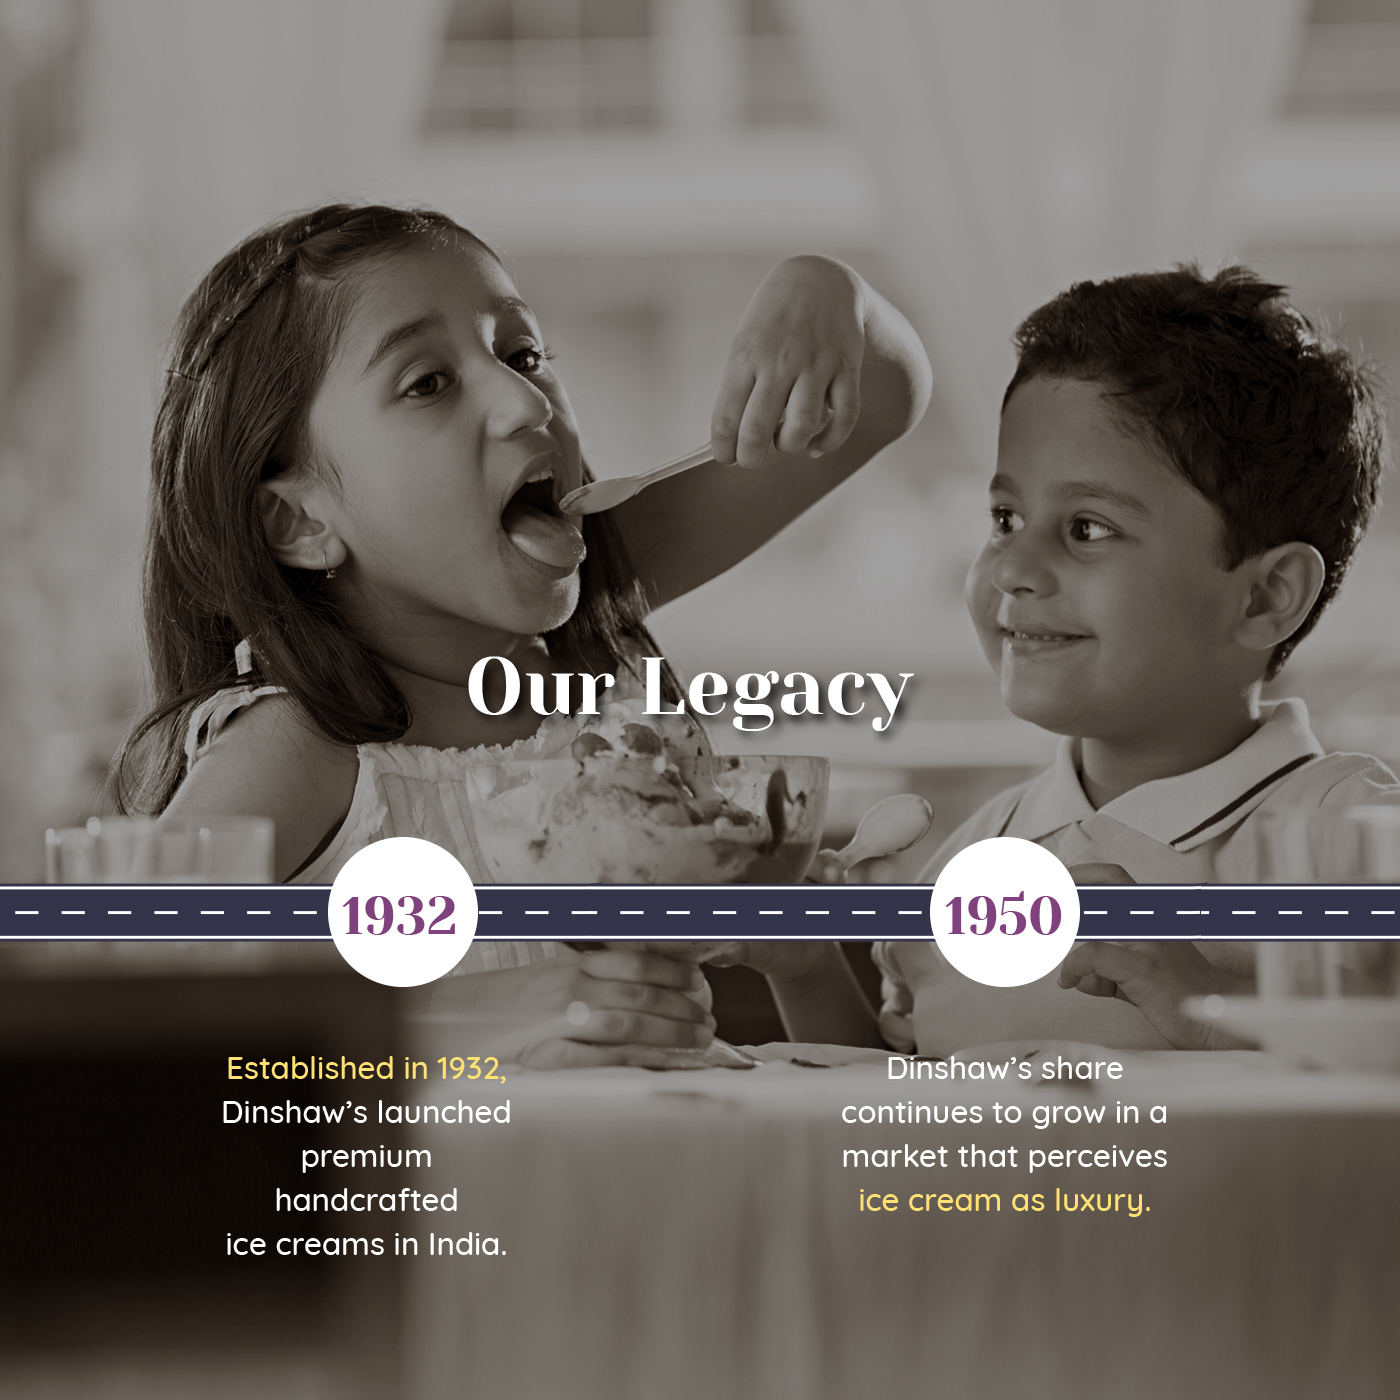 Our Legacy
1932
1950
Established in 1932,
Dinshaw’s launched
premium
handcrafted
ice creams in India.
Dinshaw’s share
continues to grow in a
market that perceives
ice cream as luxury.